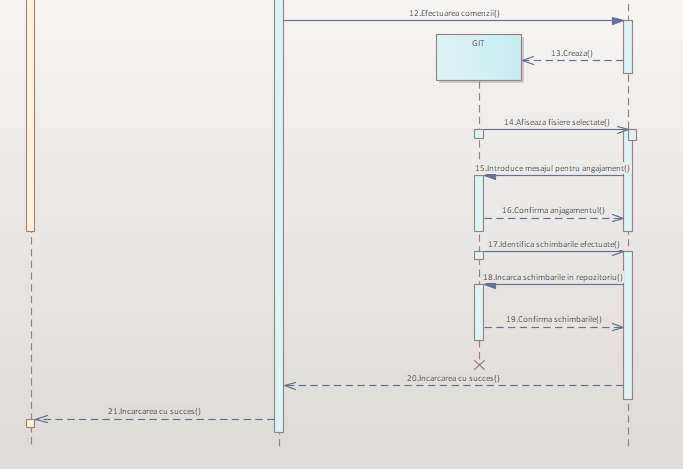 12.Efectuarea comenzii()
GIT
13.Creaza()
14.Afiseaza fisiere selectate()
15.Introduce mesajul pentru angajament()
16.Confirma anjagamentul()
17.Identifica schimbarile efectuate()
18.Incarca schimbarile in repozitoriu()
19.Confirma schimbarile()
20.Incarcarea cu succes()
21.Incarcarea cu succes()